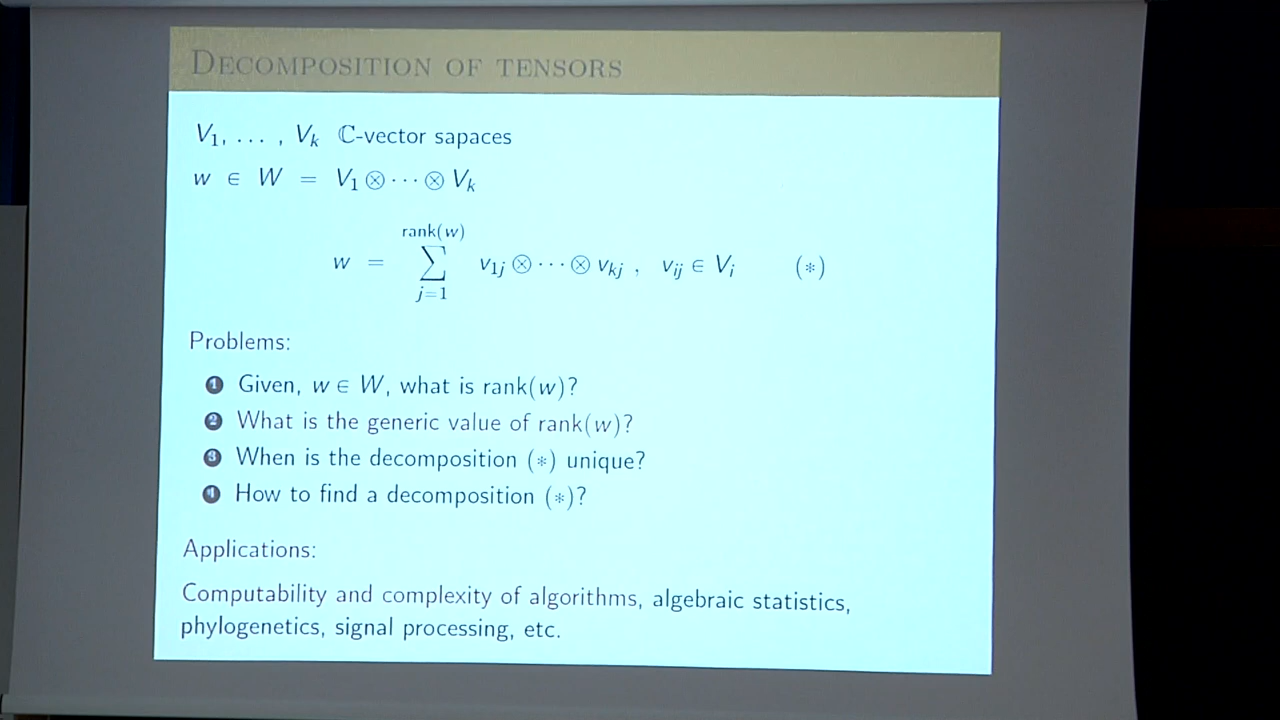 DECOMPOSITION OF TENSORS
V₁, … , Vₖ ℂ-vector sapaces
w ∈ W = V₁ ⊗ ⋯ ⊗ Vₖ
rank(w)
w = ∑ v₁ⱼ ⊗ ⋯ ⊗ vₖⱼ , vᵢⱼ ∈ Vᵢ (∗)
j=1
Problems:
1 Given, w ∈ W, what is rank(w)?
2 What is the generic value of rank(w)?
3 When is the decomposition (∗) unique?
4 How to find a decomposition (∗)?
Applications:
Computability and complexity of algorithms, algebraic statistics,
phylogenetics, signal processing, etc.